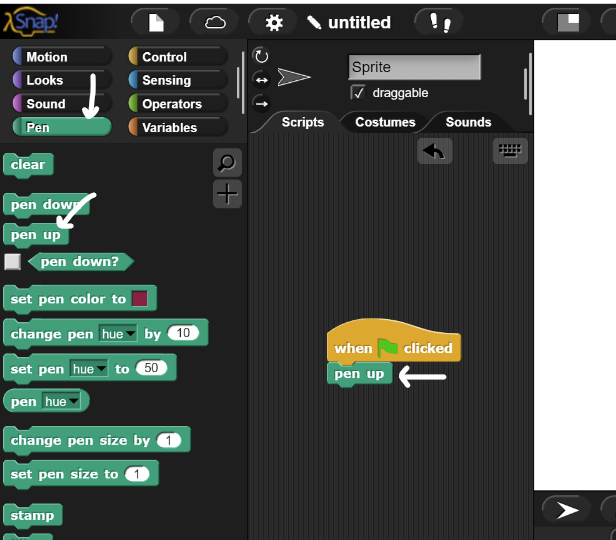 λSnap!
untitled
Motion
Control
Looks
Sensing
Sound
Operators
Pen
Variables
Sprite
draggable
Scripts Costumes Sounds
clear
pen down
pen up
pen down?
set pen color to
change pen hue by 10
set pen hue to 50
pen hue
change pen size by 1
set pen size to 1
stamp
when clicked
pen up